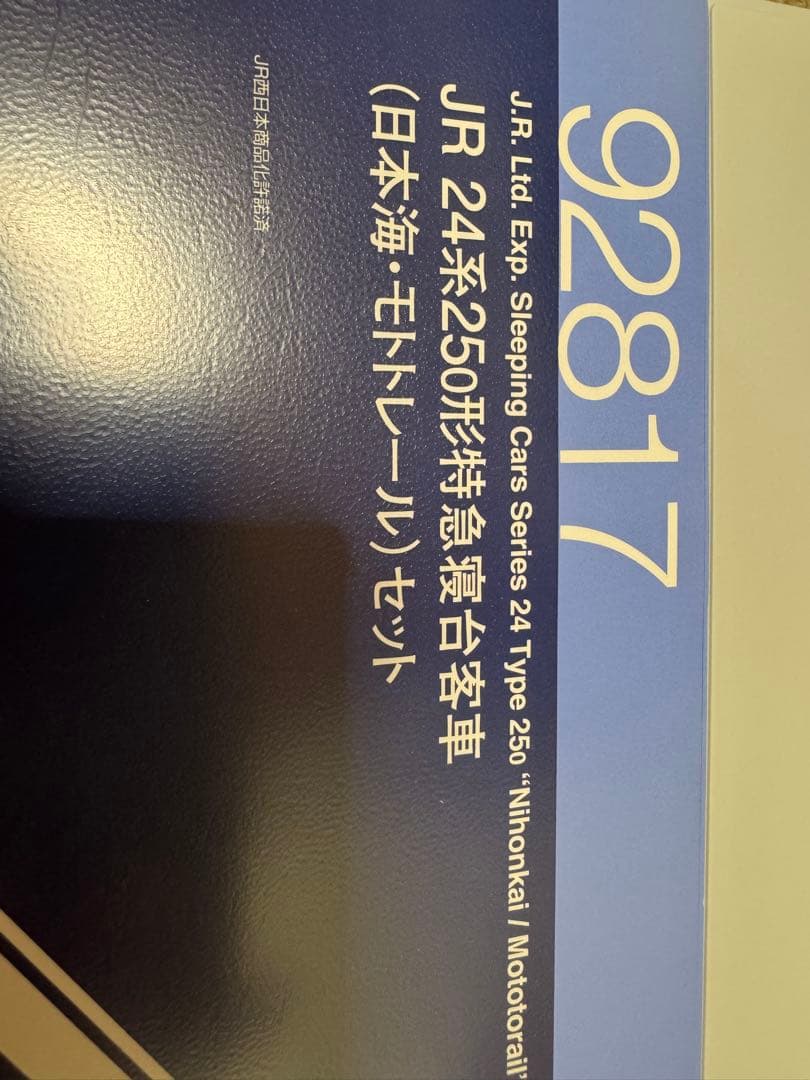 92817
J.R. Ltd. Exp. Sleeping Cars Series 24 Type 250 “Nihonkai / Mototorail”
JR 24系250形特急寝台客車
(日本海・モトトレール)セット
JR西日本商品化許諾済